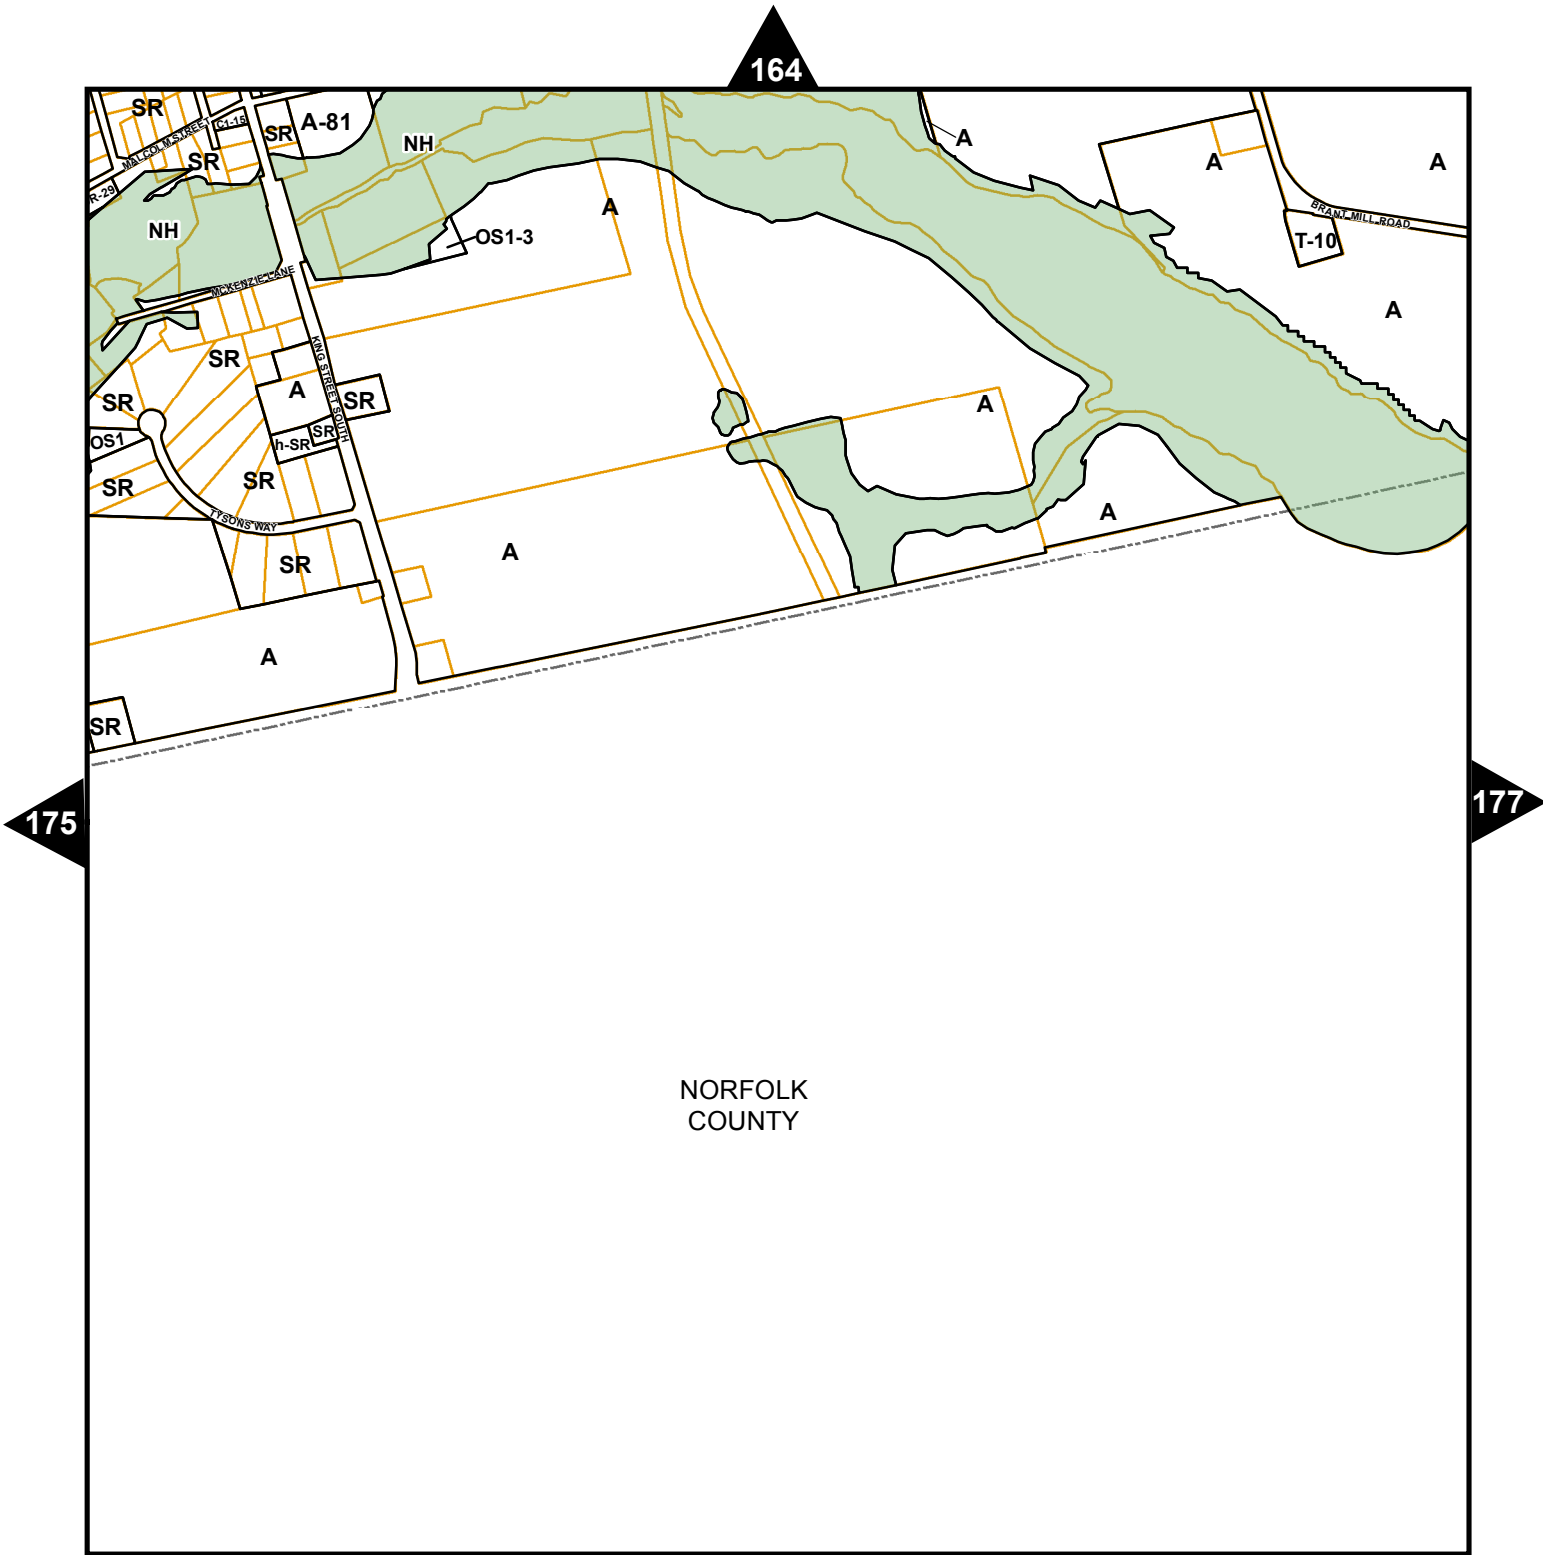 164
SR
C1-15
SR
A-81
MALCOLM STREET
SR
NH
A
A
A
R-29
A
BRANT MILL ROAD
NH
OS1-3
T-10
MCKENZIE LANE
A
KING STREET SOUTH
SR
A
SR
SR
A
OS1
SR
h-SR
SR
SR
TYSONS WAY
A
A
SR
A
SR
175
177
NORFOLK
COUNTY